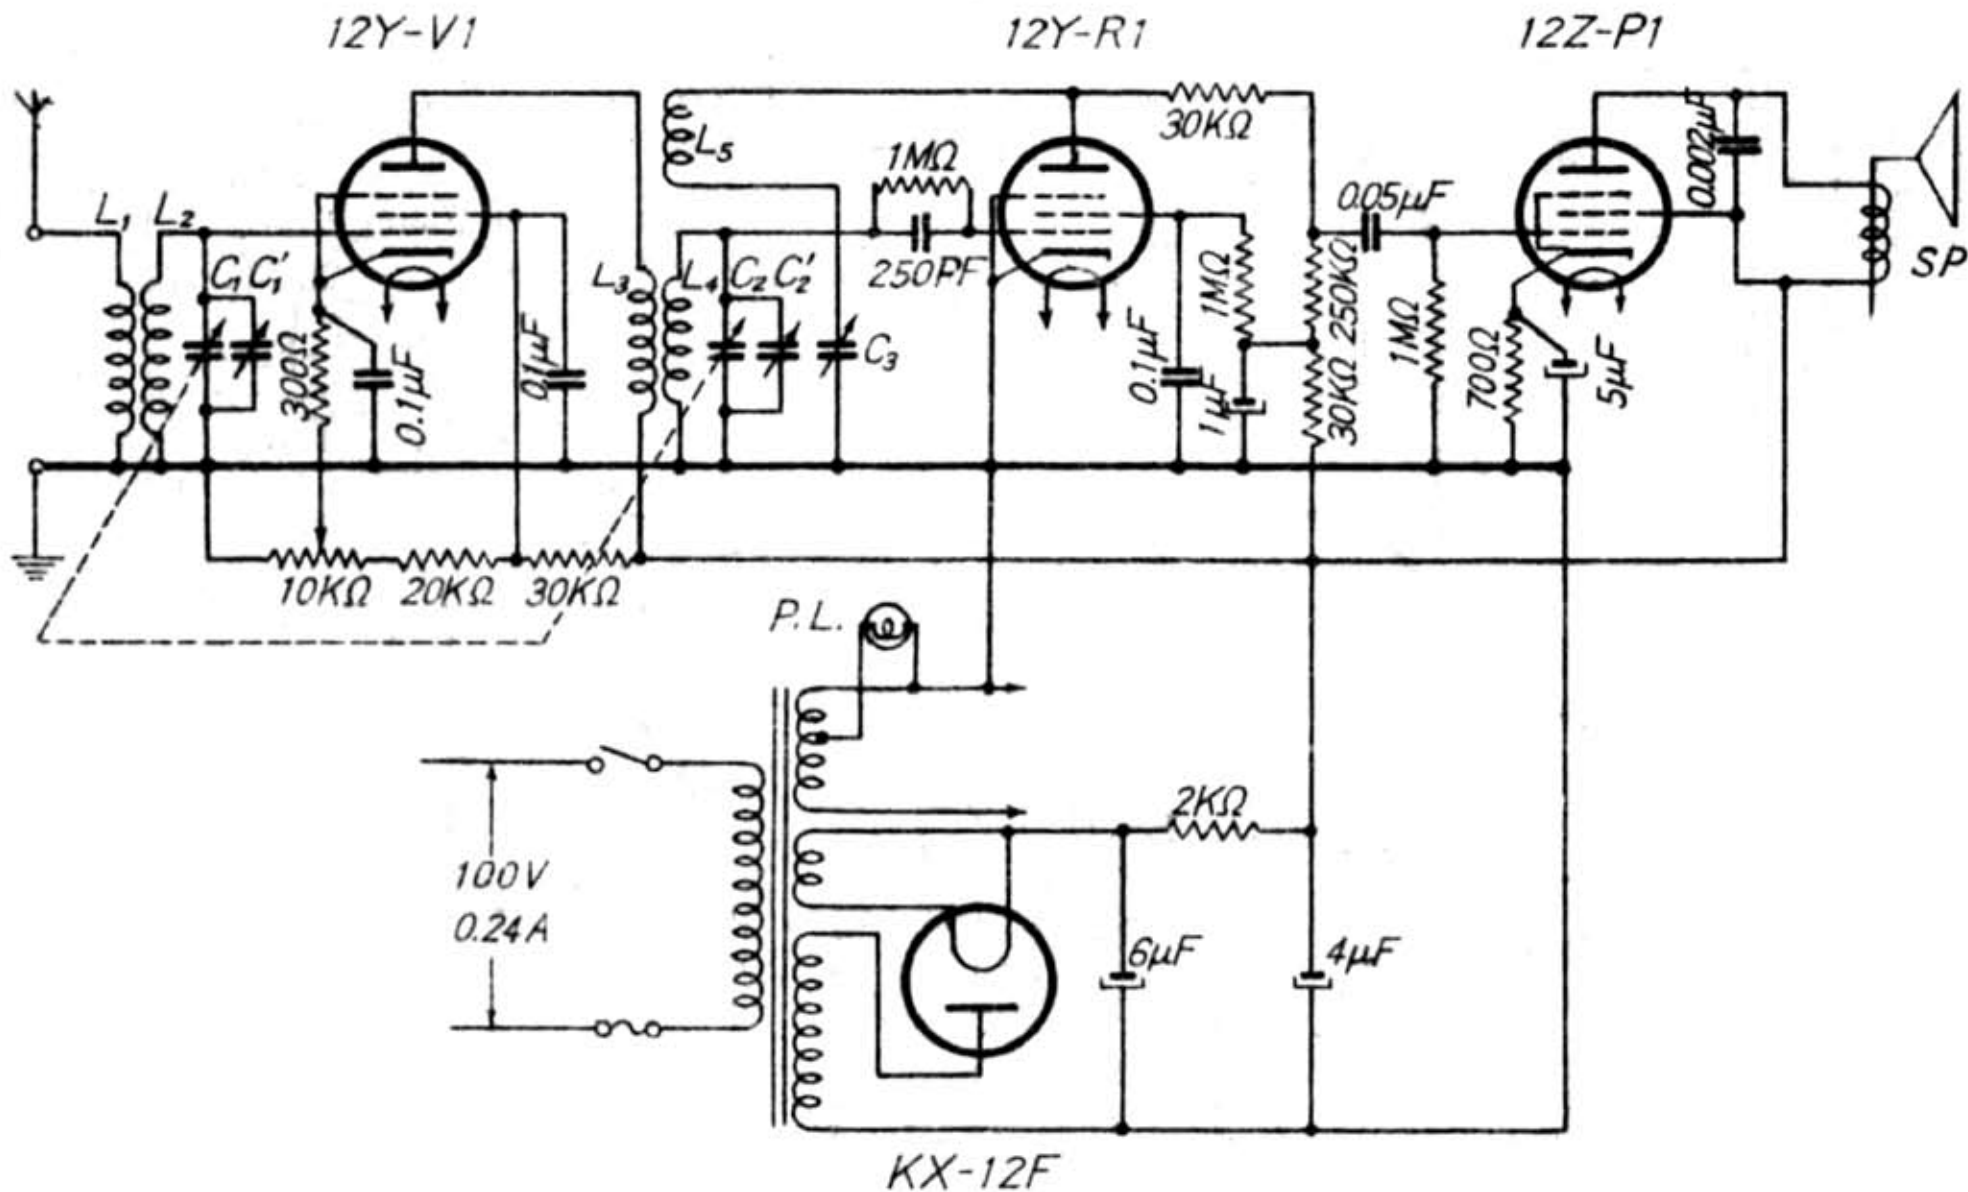 12Y-V1
12Y-R1
12Z-P1
L₁
L₂
C₁
C₁'
300Ω
0.1μF
0.1μF
L₃
L₄
L₅
C₂
C₂'
C₃
1MΩ
250PF
30KΩ
0.1μF
1MΩ
1μF
250KΩ
30KΩ
0.05μF
1MΩ
700Ω
5μF
0.002μF
SP
10KΩ
20KΩ
30KΩ
P.L.
100V
0.24A
2KΩ
6μF
4μF
KX-12F